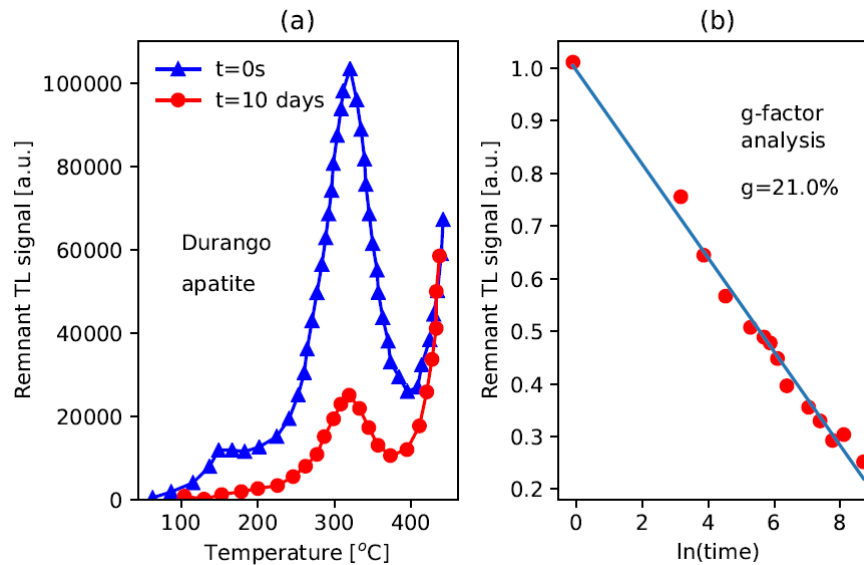 (a)
t=0s
t=10 days
Durango
apatite
Remnant TL signal [a.u.]
100000
80000
60000
40000
20000
0
100
200
300
400
Temperature [°C]
(b)
g-factor
analysis
g=21.0%
Remnant TL signal [a.u.]
1.0
0.9
0.8
0.7
0.6
0.5
0.4
0.3
0.2
0
2
4
6
8
ln(time)